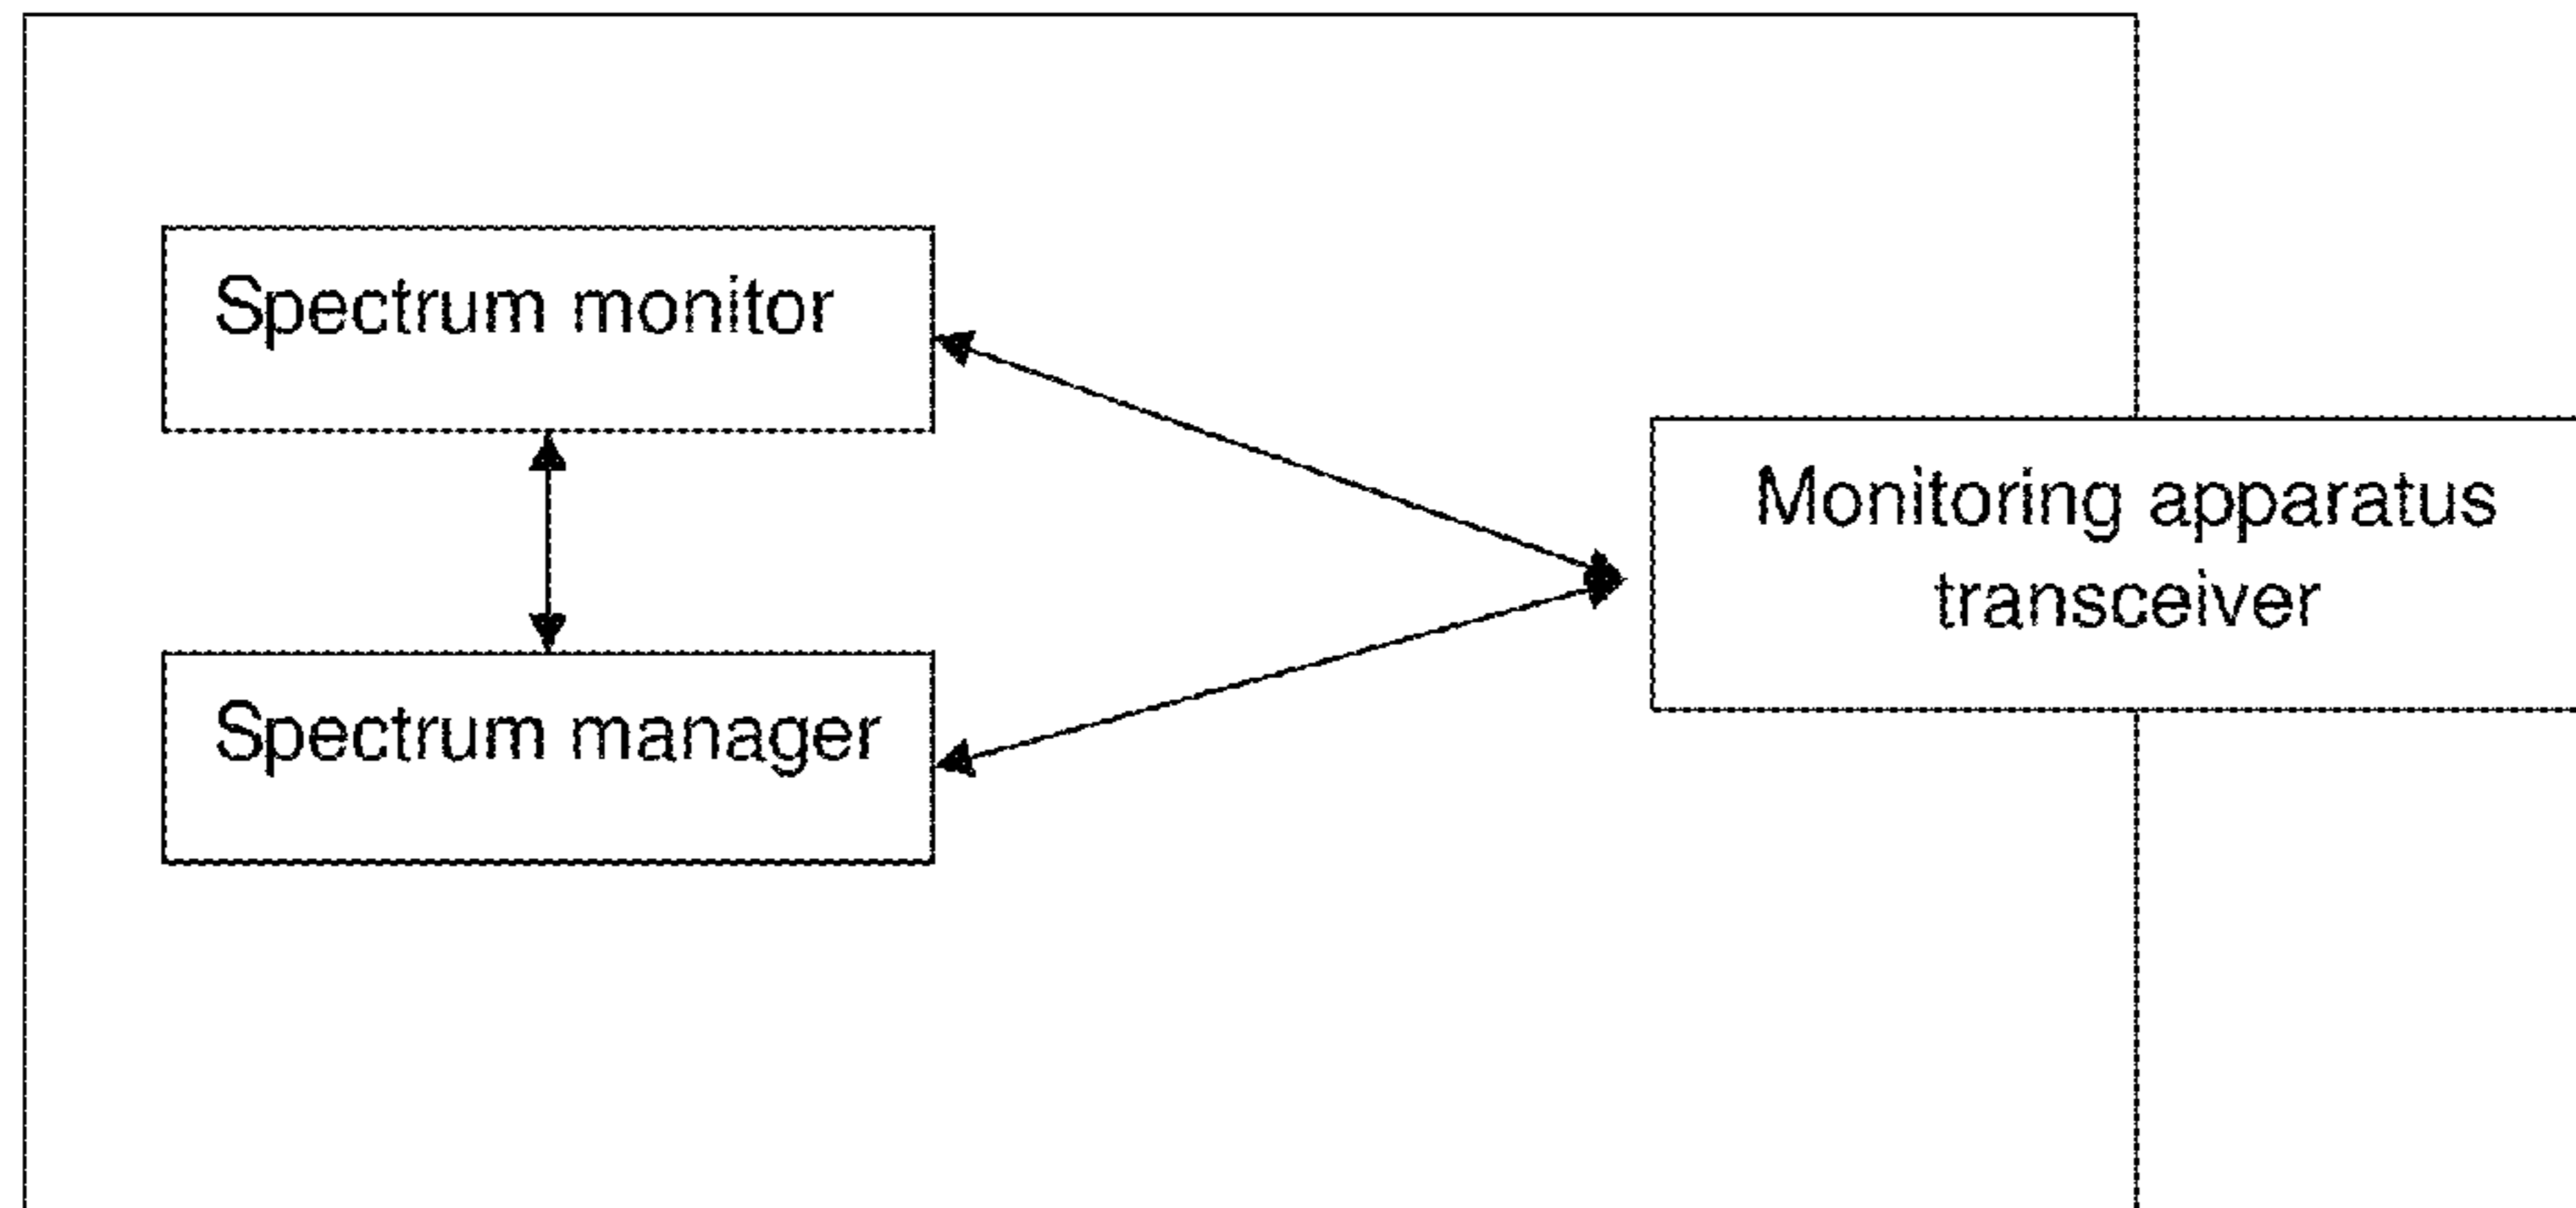 Spectrum monitor
Monitoring apparatus
transceiver
Spectrum manager